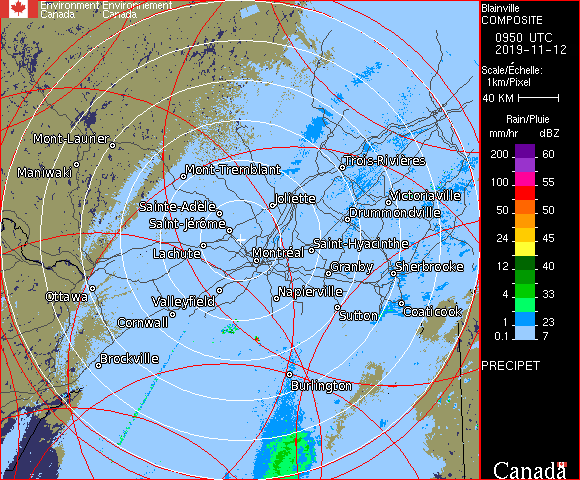 Environment Environnement
Canada Canada
Mont-Laurier
Maniwaki
Mont-Tremblant
Trois-Rivières
Sainte-Adèle
Joliette
Victoriaville
Saint-Jérôme
Drummondville
Lachute
Montréal
Saint-Hyacinthe
Granby
Sherbrooke
Ottawa
Valleyfield
Napierville
Cornwall
Sutton
Coaticook
Brockville
Burlington
Blainville
COMPOSITE
0950 UTC
2019-11-12
Scale/Échelle:
1km/Pixel
40 KM
Rain/Pluie
mm/hr dBZ
200 60
100 55
50 50
24 45
12 40
4 33
1 23
0.1 7
PRECIPET
Canada